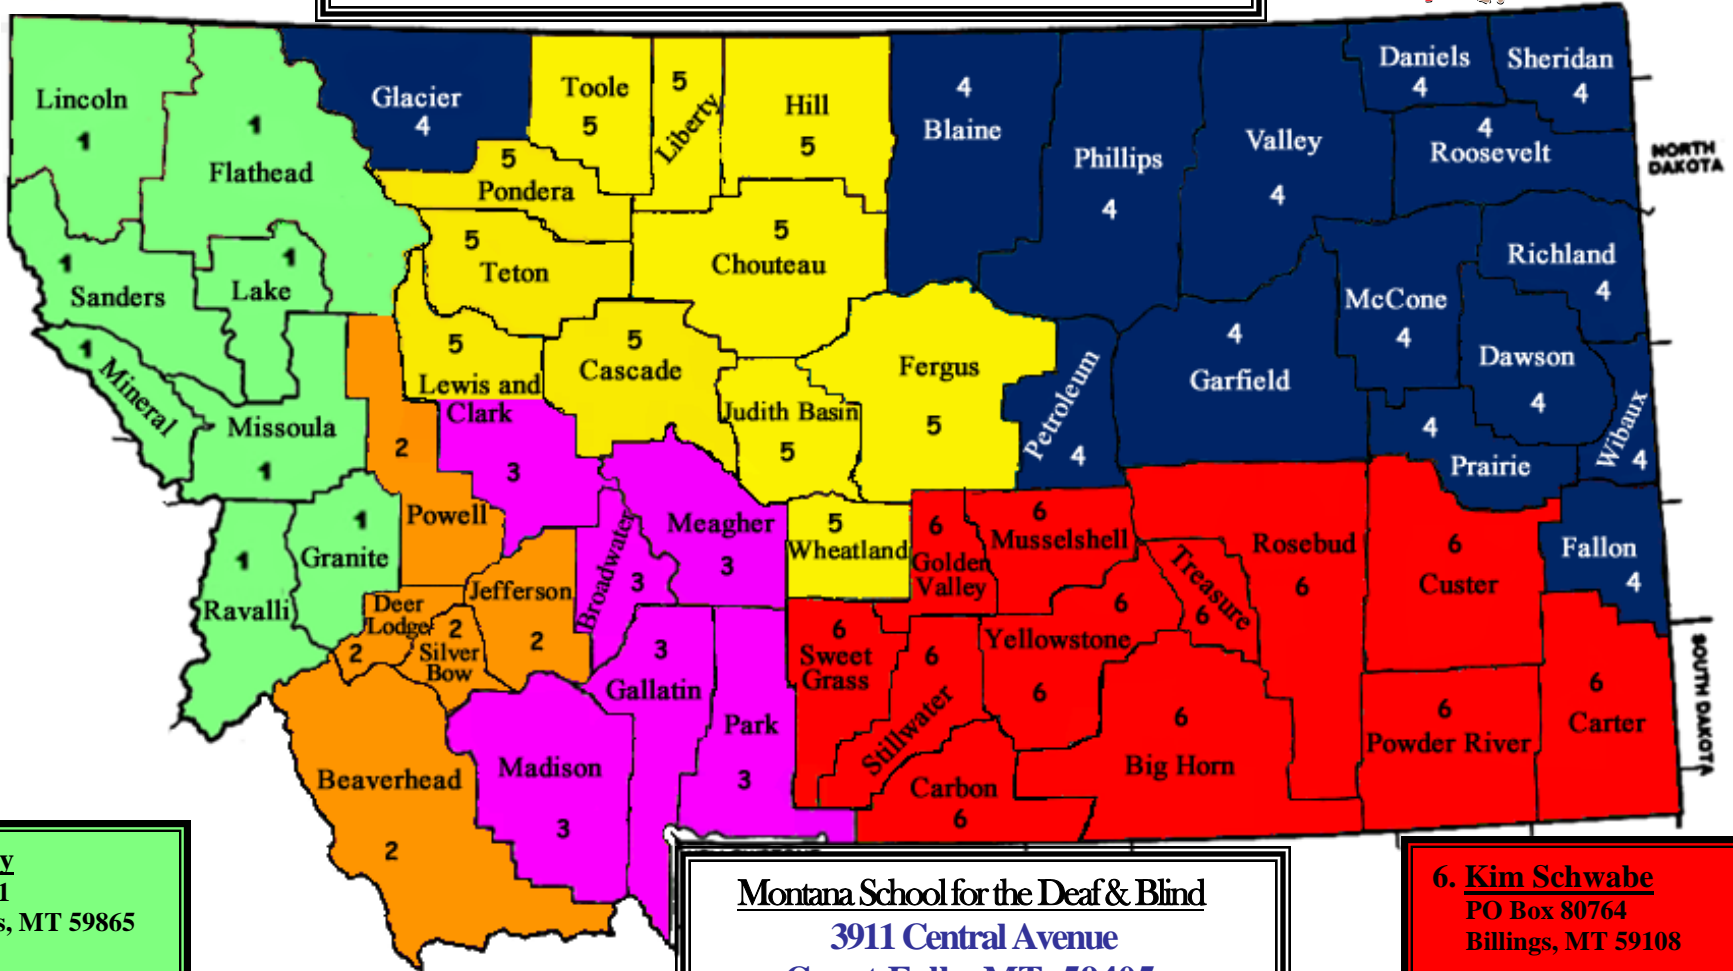 Lincoln
1
1
Flathead
Glacier
4
Toole
5
5
Liberty
Hill
5
4
Blaine
Phillips
4
Valley
4
Daniels
4
Sheridan
4
4
Roosevelt
NORTH
DAKOTA
5
Pondera
5
Teton
5
Chouteau
1
Sanders
1
Lake
Richland
4
McCone
4
4
Garfield
Dawson
4
1
Mineral
5
Lewis and
Clark
3
5
Cascade
Judith Basin
5
Fergus
5
Petroleum
4
4
Prairie
Wibaux
4
Missoula
1
2
Powell
1
Granite
1
Ravalli
Meagher
3
Broadwater
3
5
Wheatland
6
Golden
Valley
6
Musselshell
Treasure
6
Rosebud
6
6
Custer
Fallon
4
Jefferson
2
Deer
Lodge
2
2
Silver
Bow
3
Gallatin
6
Sweet
Grass
6
Stillwater
6
Yellowstone
6
SOUTH DAKOTA
Park
3
6
Big Horn
6
Powder River
6
Carter
Madison
3
Beaverhead
2
Carbon
6
y
1
s, MT 59865
Montana School for the Deaf & Blind
3911 Central Avenue
Great Falls, MT 59405
6. Kim Schwabe
PO Box 80764
Billings, MT 59108